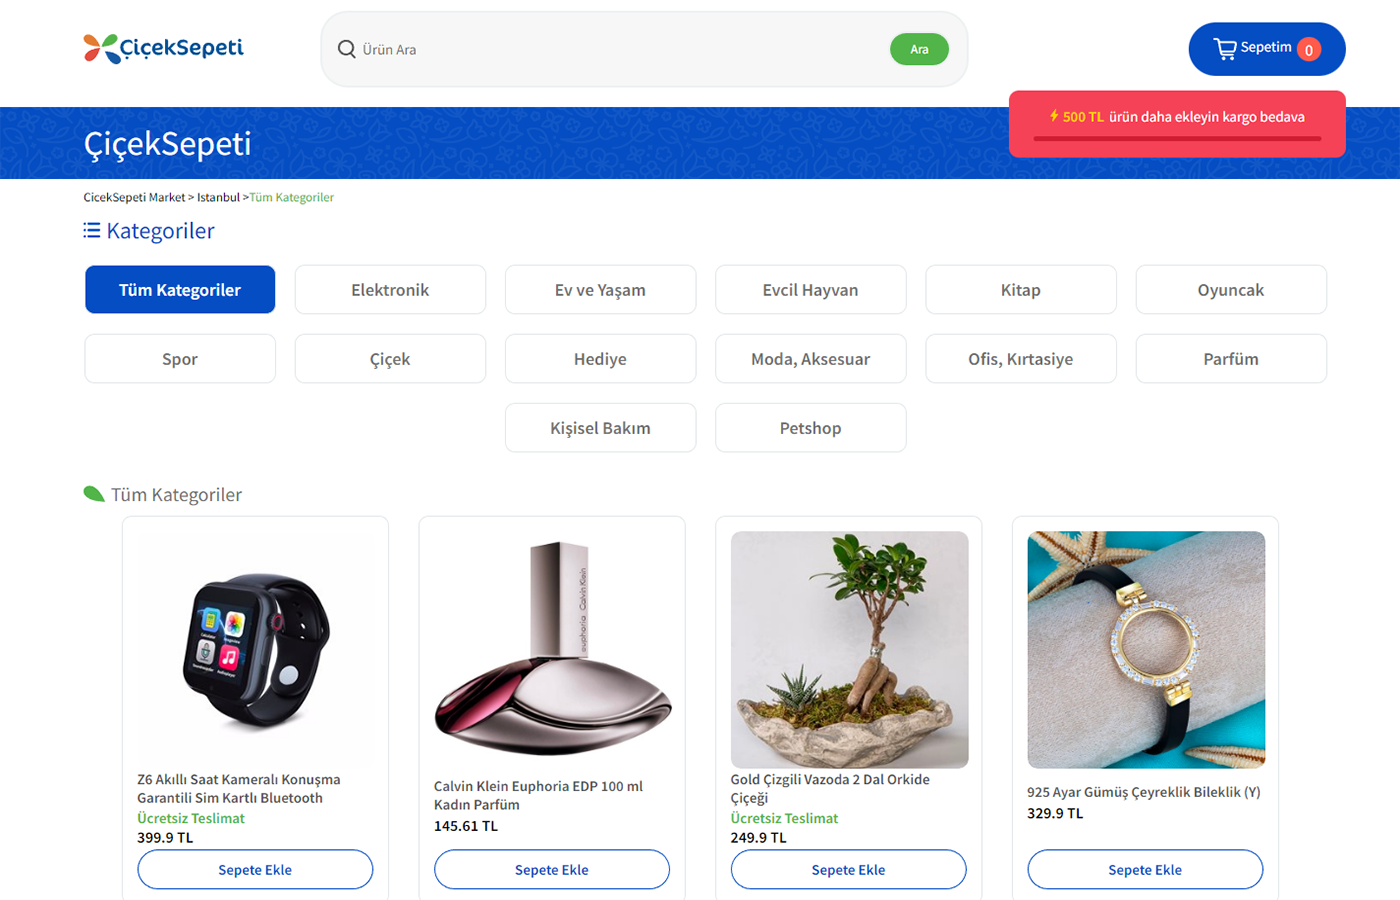 ÇiçekSepeti
Ürün Ara
Ara
Sepetim 0
500 TL ürün daha ekleyin kargo bedava
ÇiçekSepeti
CicekSepeti Market > Istanbul >Tüm Kategoriler
Kategoriler
Tüm Kategoriler
Elektronik
Ev ve Yaşam
Evcil Hayvan
Kitap
Oyuncak
Spor
Çiçek
Hediye
Moda, Aksesuar
Ofis, Kırtasiye
Parfüm
Kişisel Bakım
Petshop
Tüm Kategoriler
Z6 Akıllı Saat Kameralı Konuşma
Garantili Sim Kartlı Bluetooth
Ücretsiz Teslimat
399.9 TL
Sepete Ekle
euphoria Calvin Klein
Calvin Klein Euphoria EDP 100 ml
Kadın Parfüm
145.61 TL
Sepete Ekle
Gold Çizgili Vazoda 2 Dal Orkide
Çiçeği
Ücretsiz Teslimat
249.9 TL
Sepete Ekle
925 Ayar Gümüş Çeyreklik Bileklik (Y)
329.9 TL
Sepete Ekle